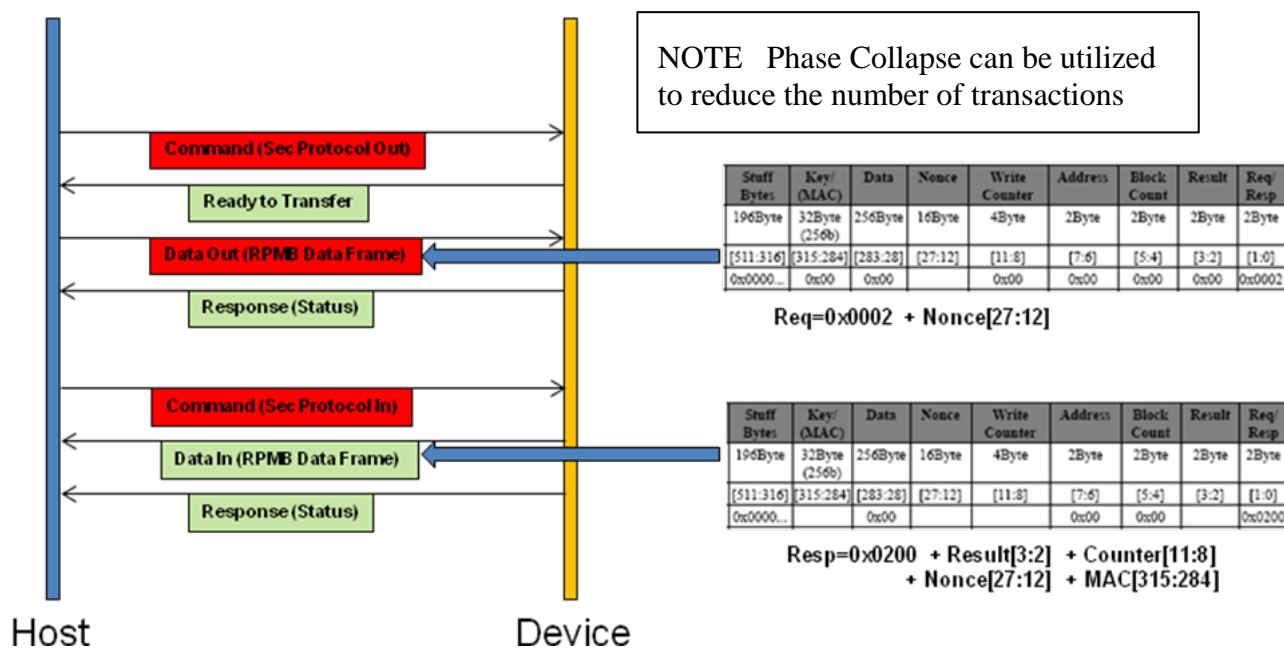 NOTE Phase Collapse can be utilized
to reduce the number of transactions
Command (Sec Protocol Out)
Ready to Transfer
Data Out (RPMB Data Frame)
Response (Status)
Command (Sec Protocol In)
Data In (RPMB Data Frame)
Response (Status)
Host
Device
Stuff Bytes Key/ (MAC) Data Nonce Write Counter Address Block Count Result Req/ Resp
196Byte 32Byte (256b) 256Byte 16Byte 4Byte 2Byte 2Byte 2Byte 2Byte
[511:316] [315:284] [283:28] [27:12] [11:8] [7:6] [5:4] [3:2] [1:0]
0x0000... 0x00 0x00 0x00 0x00 0x00 0x00 0x0002
Req=0x0002 + Nonce[27:12]
Stuff Bytes Key/ (MAC) Data Nonce Write Counter Address Block Count Result Req/ Resp
196Byte 32Byte (256b) 256Byte 16Byte 4Byte 2Byte 2Byte 2Byte 2Byte
[511:316] [315:284] [283:28] [27:12] [11:8] [7:6] [5:4] [3:2] [1:0]
0x0000... 0x00 0x00 0x00 0x0200
Resp=0x0200 + Result[3:2] + Counter[11:8]
+ Nonce[27:12] + MAC[315:284]